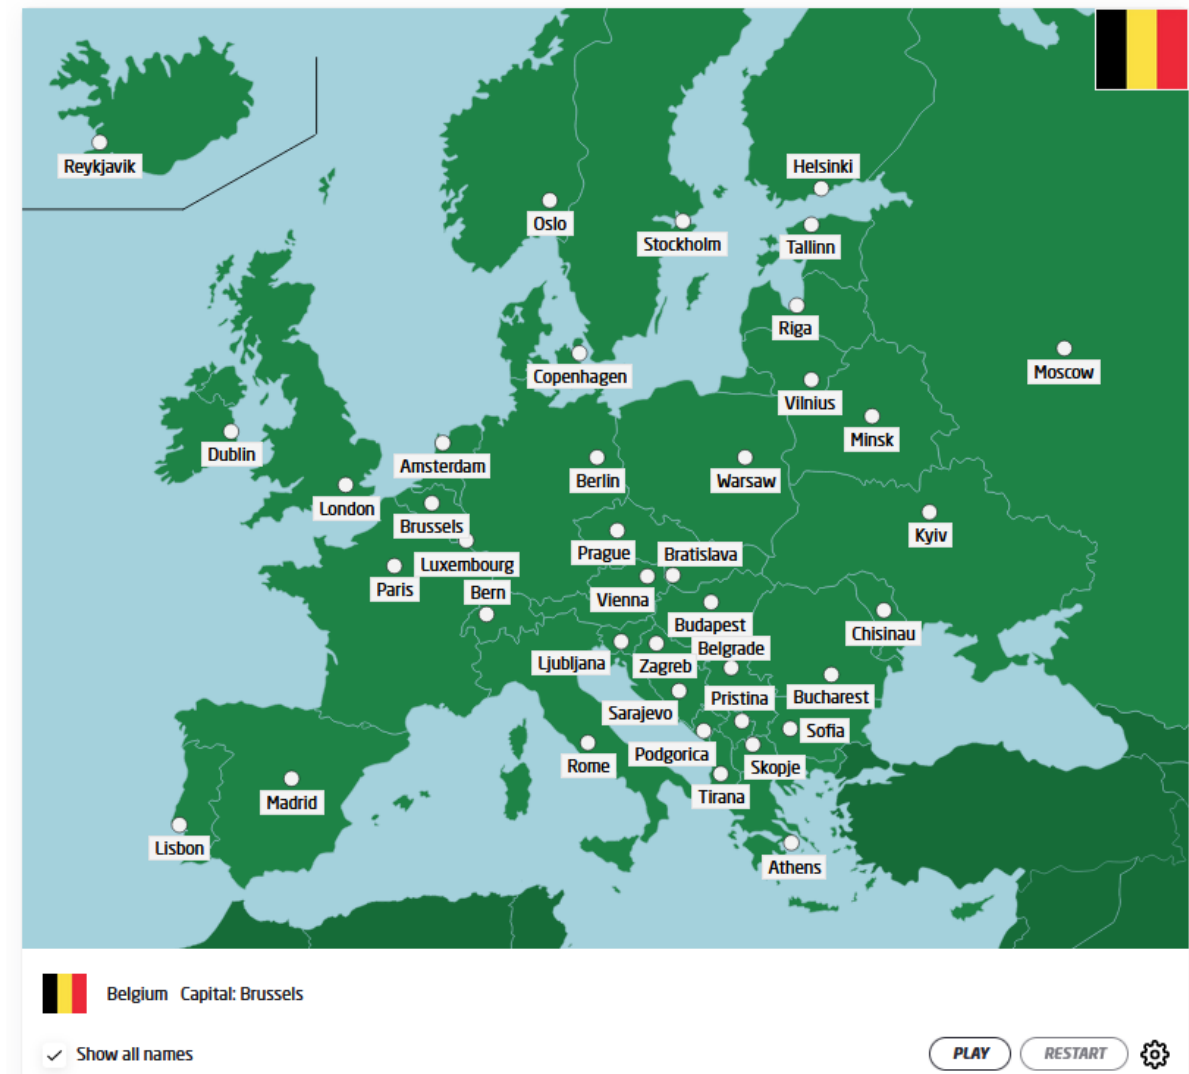 Reykjavik
Helsinki
Oslo
Stockholm
Tallinn
Riga
Moscow
Copenhagen
Vilnius
Minsk
Dublin
Amsterdam
Berlin
Warsaw
London
Brussels
Kyiv
Prague
Bratislava
Luxembourg
Paris
Bern
Vienna
Budapest
Chisinau
Belgrade
Ljubljana
Zagreb
Pristina
Bucharest
Sarajevo
Sofia
Podgorica
Rome
Skopje
Tirana
Madrid
Lisbon
Athens
Belgium Capital: Brussels
Show all names
PLAY
RESTART